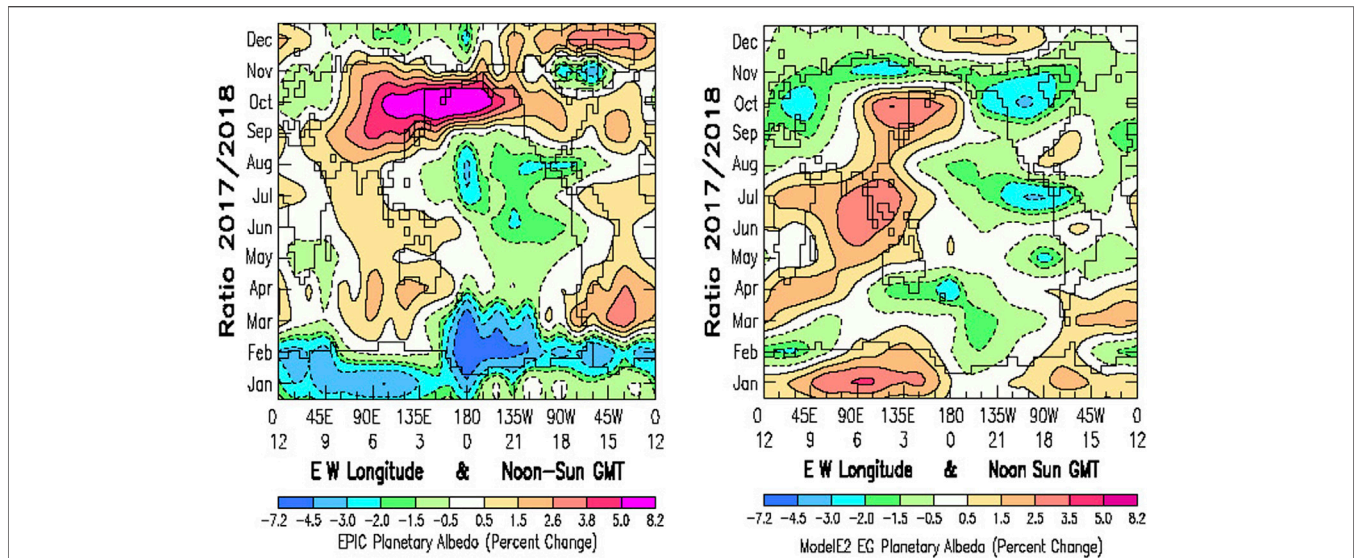 Ratio 2017/2018
Dec
Nov
Oct
Sep
Aug
Jul
Jun
May
Apr
Mar
Feb
Jan
0 45E 90E 135E 180 135W 90W 45W 0
12 9 6 3 0 21 18 15 12
E W Longitude & Noon-Sun GMT
-7.2 -4.5 -3.0 -2.0 -1.5 -0.5 0.5 1.5 2.6 3.8 5.0 8.2
EPIC Planetary Albedo (Percent Change)
Ratio 2017/2018
Dec
Nov
Oct
Sep
Aug
Jul
Jun
May
Apr
Mar
Feb
Jan
0 45E 90E 135E 180 135W 90W 45W 0
12 9 6 3 0 21 18 15 12
E W Longitude & Noon Sun GMT
-7.2 -4.5 -3.0 -2.0 -1.5 -0.5 0.5 1.5 2.5 3.5 5.0 8.2
ModelE2 EG Planetary Albedo (Percent Change)